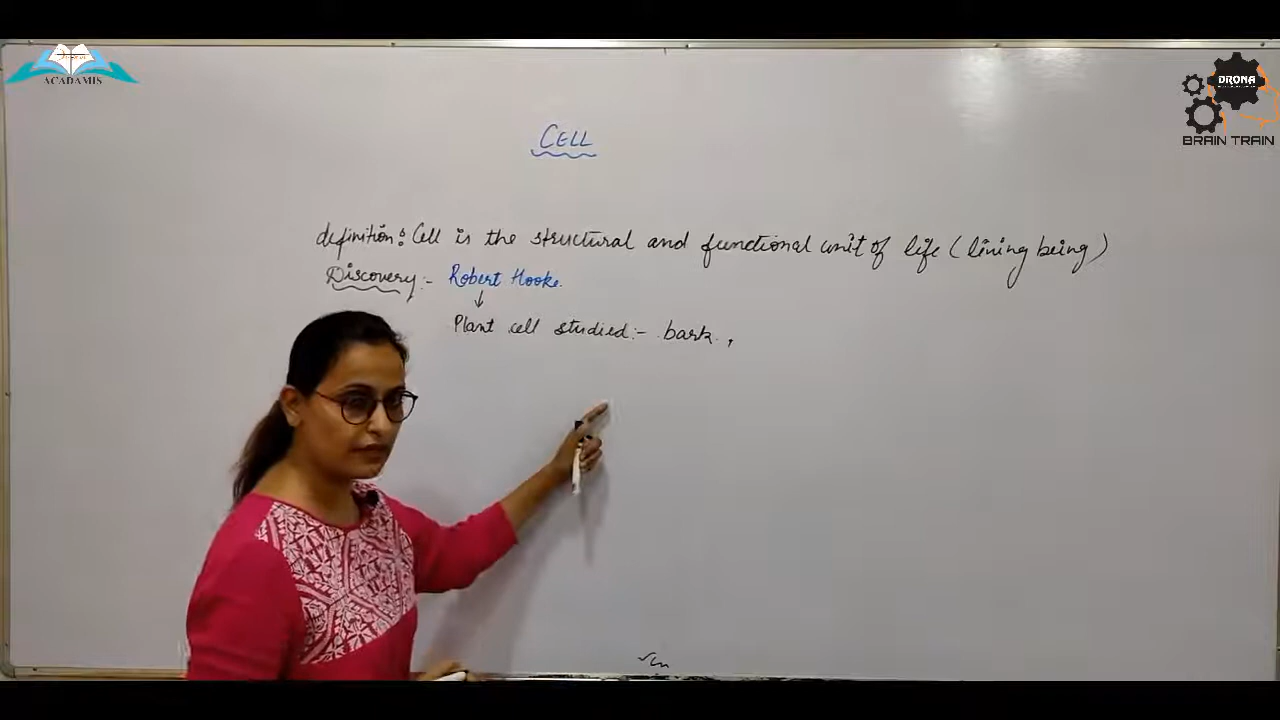 ACADAMIS
DRONA
BRAIN TRAIN
CELL
definition:- Cell is the structural and functional unit of life (lining being)
Discovery:- Robert Hooke.
↓
Plant cell studied:- bark,